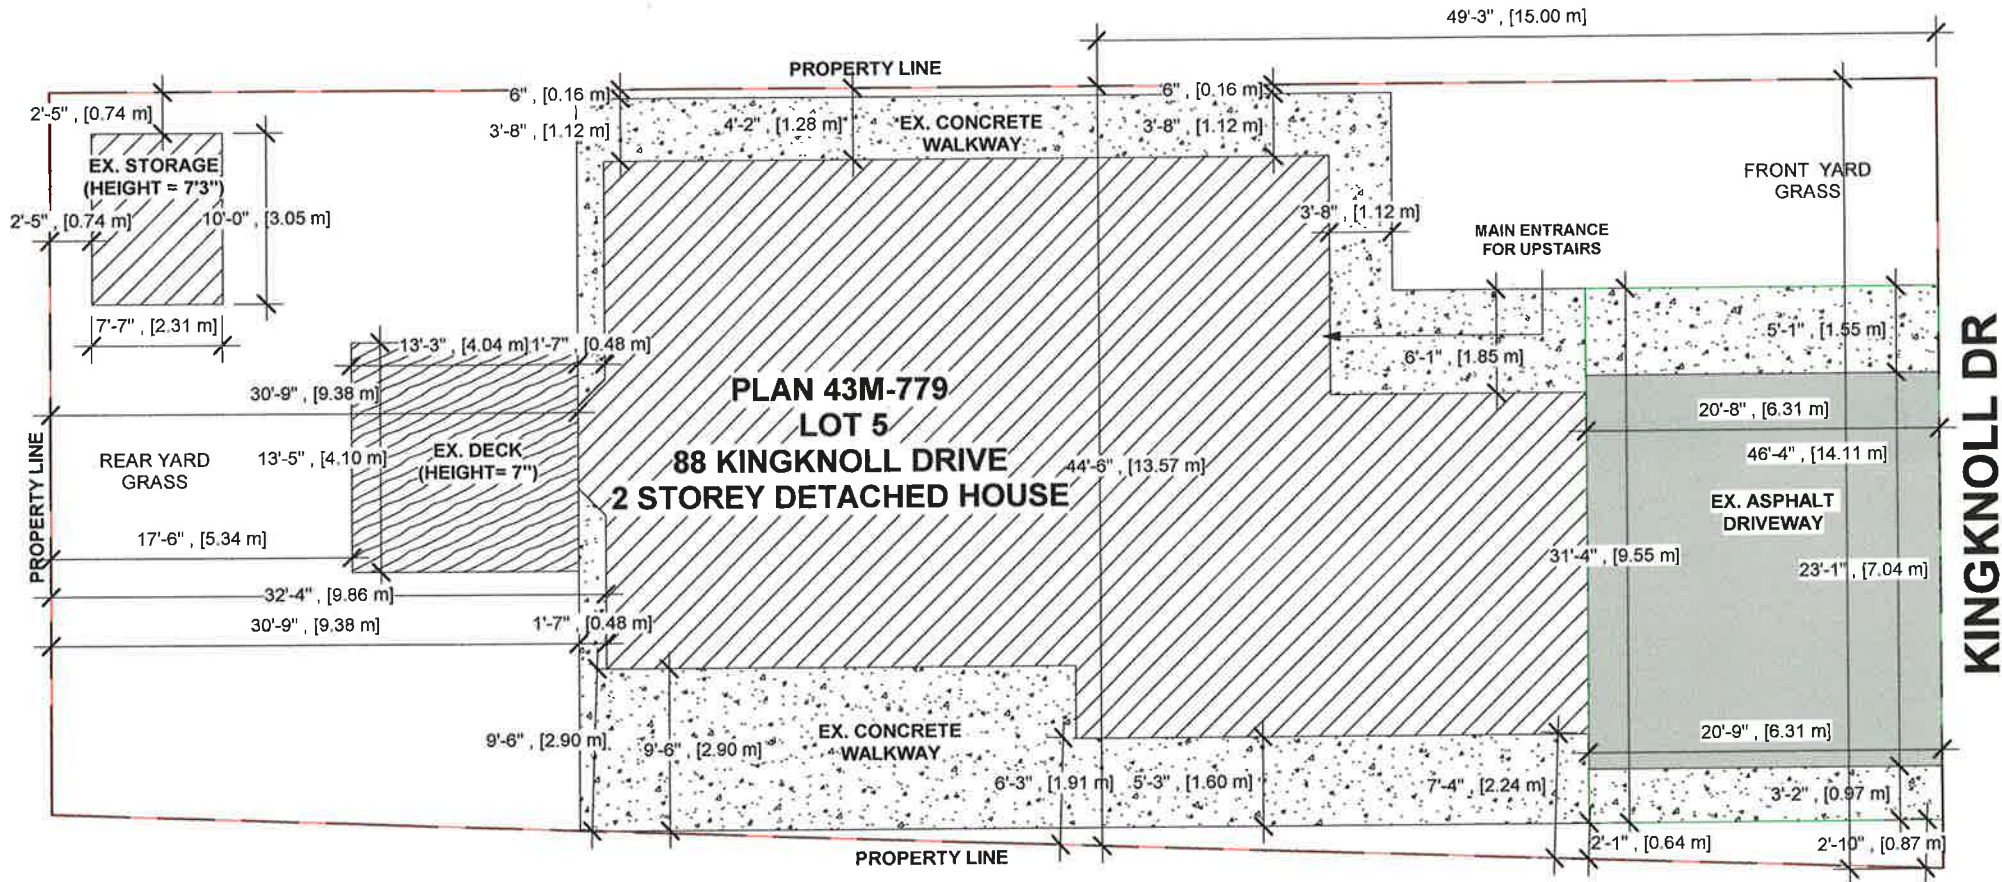 49'-3" , [15.00 m]
PROPERTY LINE
6" , [0.16 m]
6" , [0.16 m]
2'-5" , [0.74 m]
3'-8" , [1.12 m]
4'-2" , [1.28 m]
EX. CONCRETE
WALKWAY
3'-8" , [1.12 m]
EX. STORAGE
(HEIGHT = 7'3")
FRONT YARD
GRASS
2'-5" , [0.74 m]
10'-0" , [3.05 m]
3'-8" , [1.12 m]
MAIN ENTRANCE
FOR UPSTAIRS
7'-7" , [2.31 m]
13'-3" , [4.04 m]
1'-7" , [0.48 m]
5'-1" , [1.55 m]
6'-1" , [1.85 m]
30'-9" , [9.38 m]
PLAN 43M-779
LOT 5
88 KINGKNOLL DRIVE
2 STOREY DETACHED HOUSE
20'-8" , [6.31 m]
KINGKNOLL DR
PROPERTY LINE
REAR YARD
GRASS
13'-5" , [4.10 m]
EX. DECK
(HEIGHT= 7")
44'-6" , [13.57 m]
46'-4" , [14.11 m]
EX. ASPHALT
DRIVEWAY
17'-6" , [5.34 m]
31'-4" , [9.55 m]
23'-1" , [7.04 m]
32'-4" , [9.86 m]
30'-9" , [9.38 m]
1'-7" , [0.48 m]
9'-6" , [2.90 m]
9'-6" , [2.90 m]
EX. CONCRETE
WALKWAY
20'-9" , [6.31 m]
6'-3" , [1.91 m]
5'-3" , [1.60 m]
7'-4" , [2.24 m]
3'-2" , [0.97 m]
2'-1" , [0.64 m]
2'-10" , [0.87 m]
PROPERTY LINE